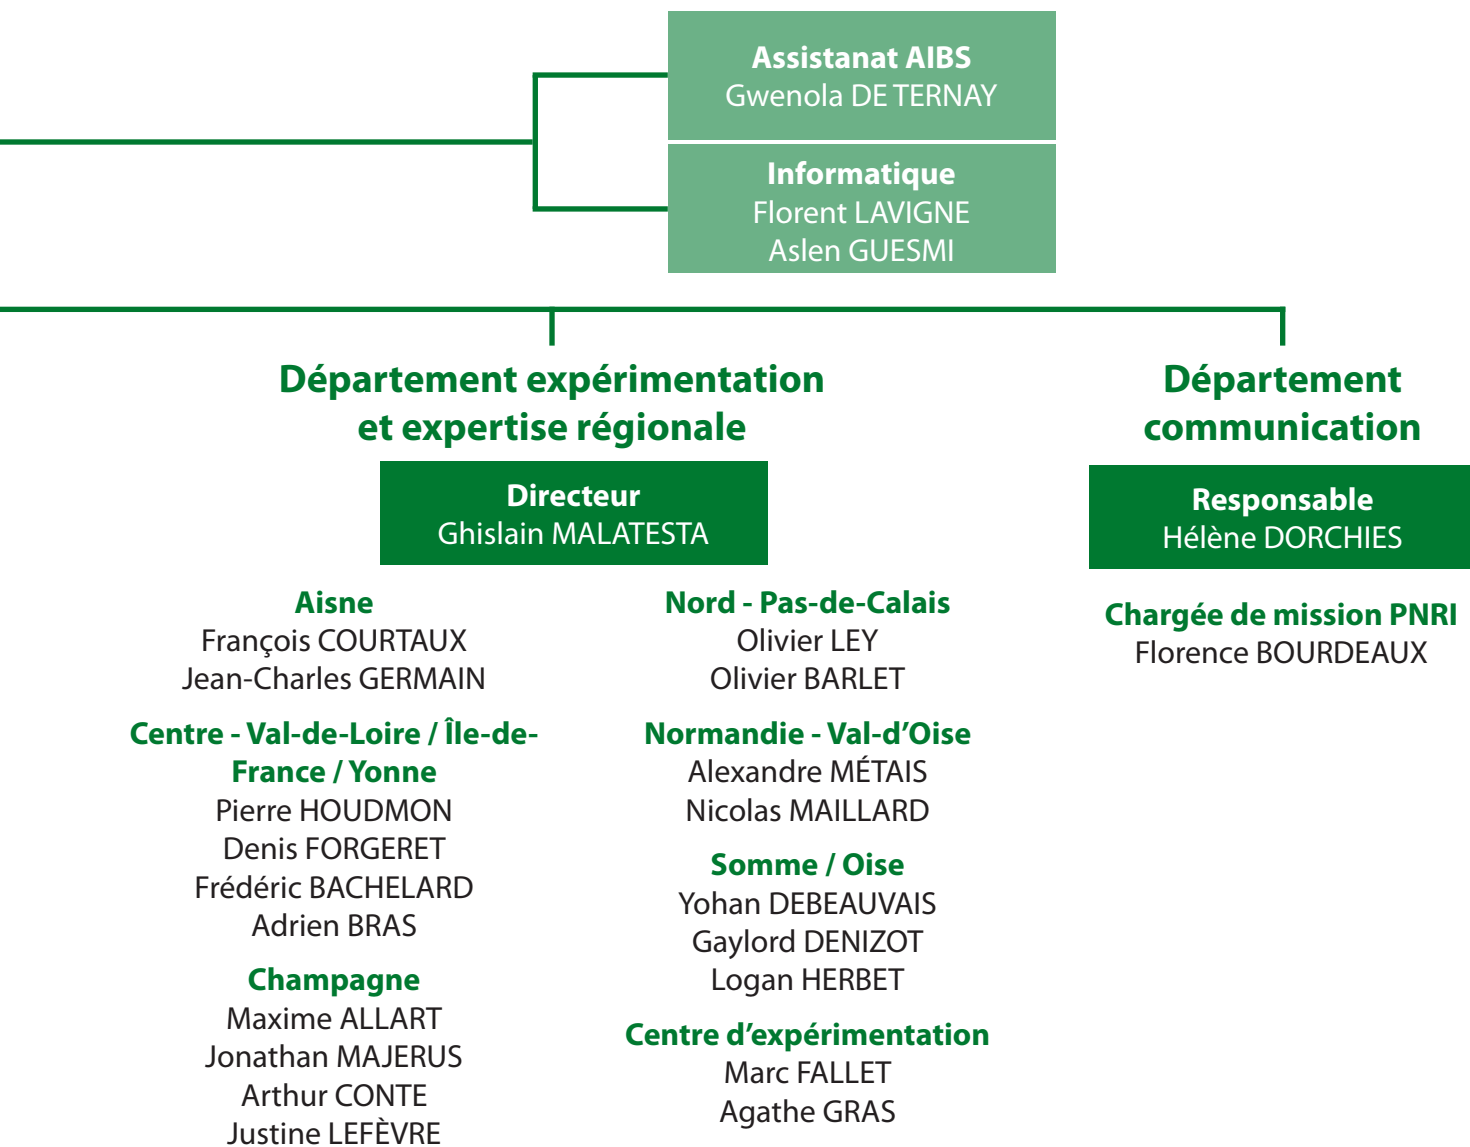 Assistanat AIBS
Gwenola DE TERNAY
Informatique
Florent LAVIGNE
Aslen GUESMI
Département expérimentation
et expertise régionale
Directeur
Ghislain MALATESTA
Aisne
François COURTAUX
Jean-Charles GERMAIN
Centre - Val-de-Loire / Île-de-
France / Yonne
Pierre HOUDMON
Denis FORGERET
Frédéric BACHELARD
Adrien BRAS
Champagne
Maxime ALLART
Jonathan MAJERUS
Arthur CONTE
Justine LEFÈVRE
Nord - Pas-de-Calais
Olivier LEY
Olivier BARLET
Normandie - Val-d’Oise
Alexandre MÉTAIS
Nicolas MAILLARD
Somme / Oise
Yohan DEBEAUVAIS
Gaylord DENIZOT
Logan HERBET
Centre d’expérimentation
Marc FALLET
Agathe GRAS
Département
communication
Responsable
Hélène DORCHIES
Chargée de mission PNRI
Florence BOURDEAUX